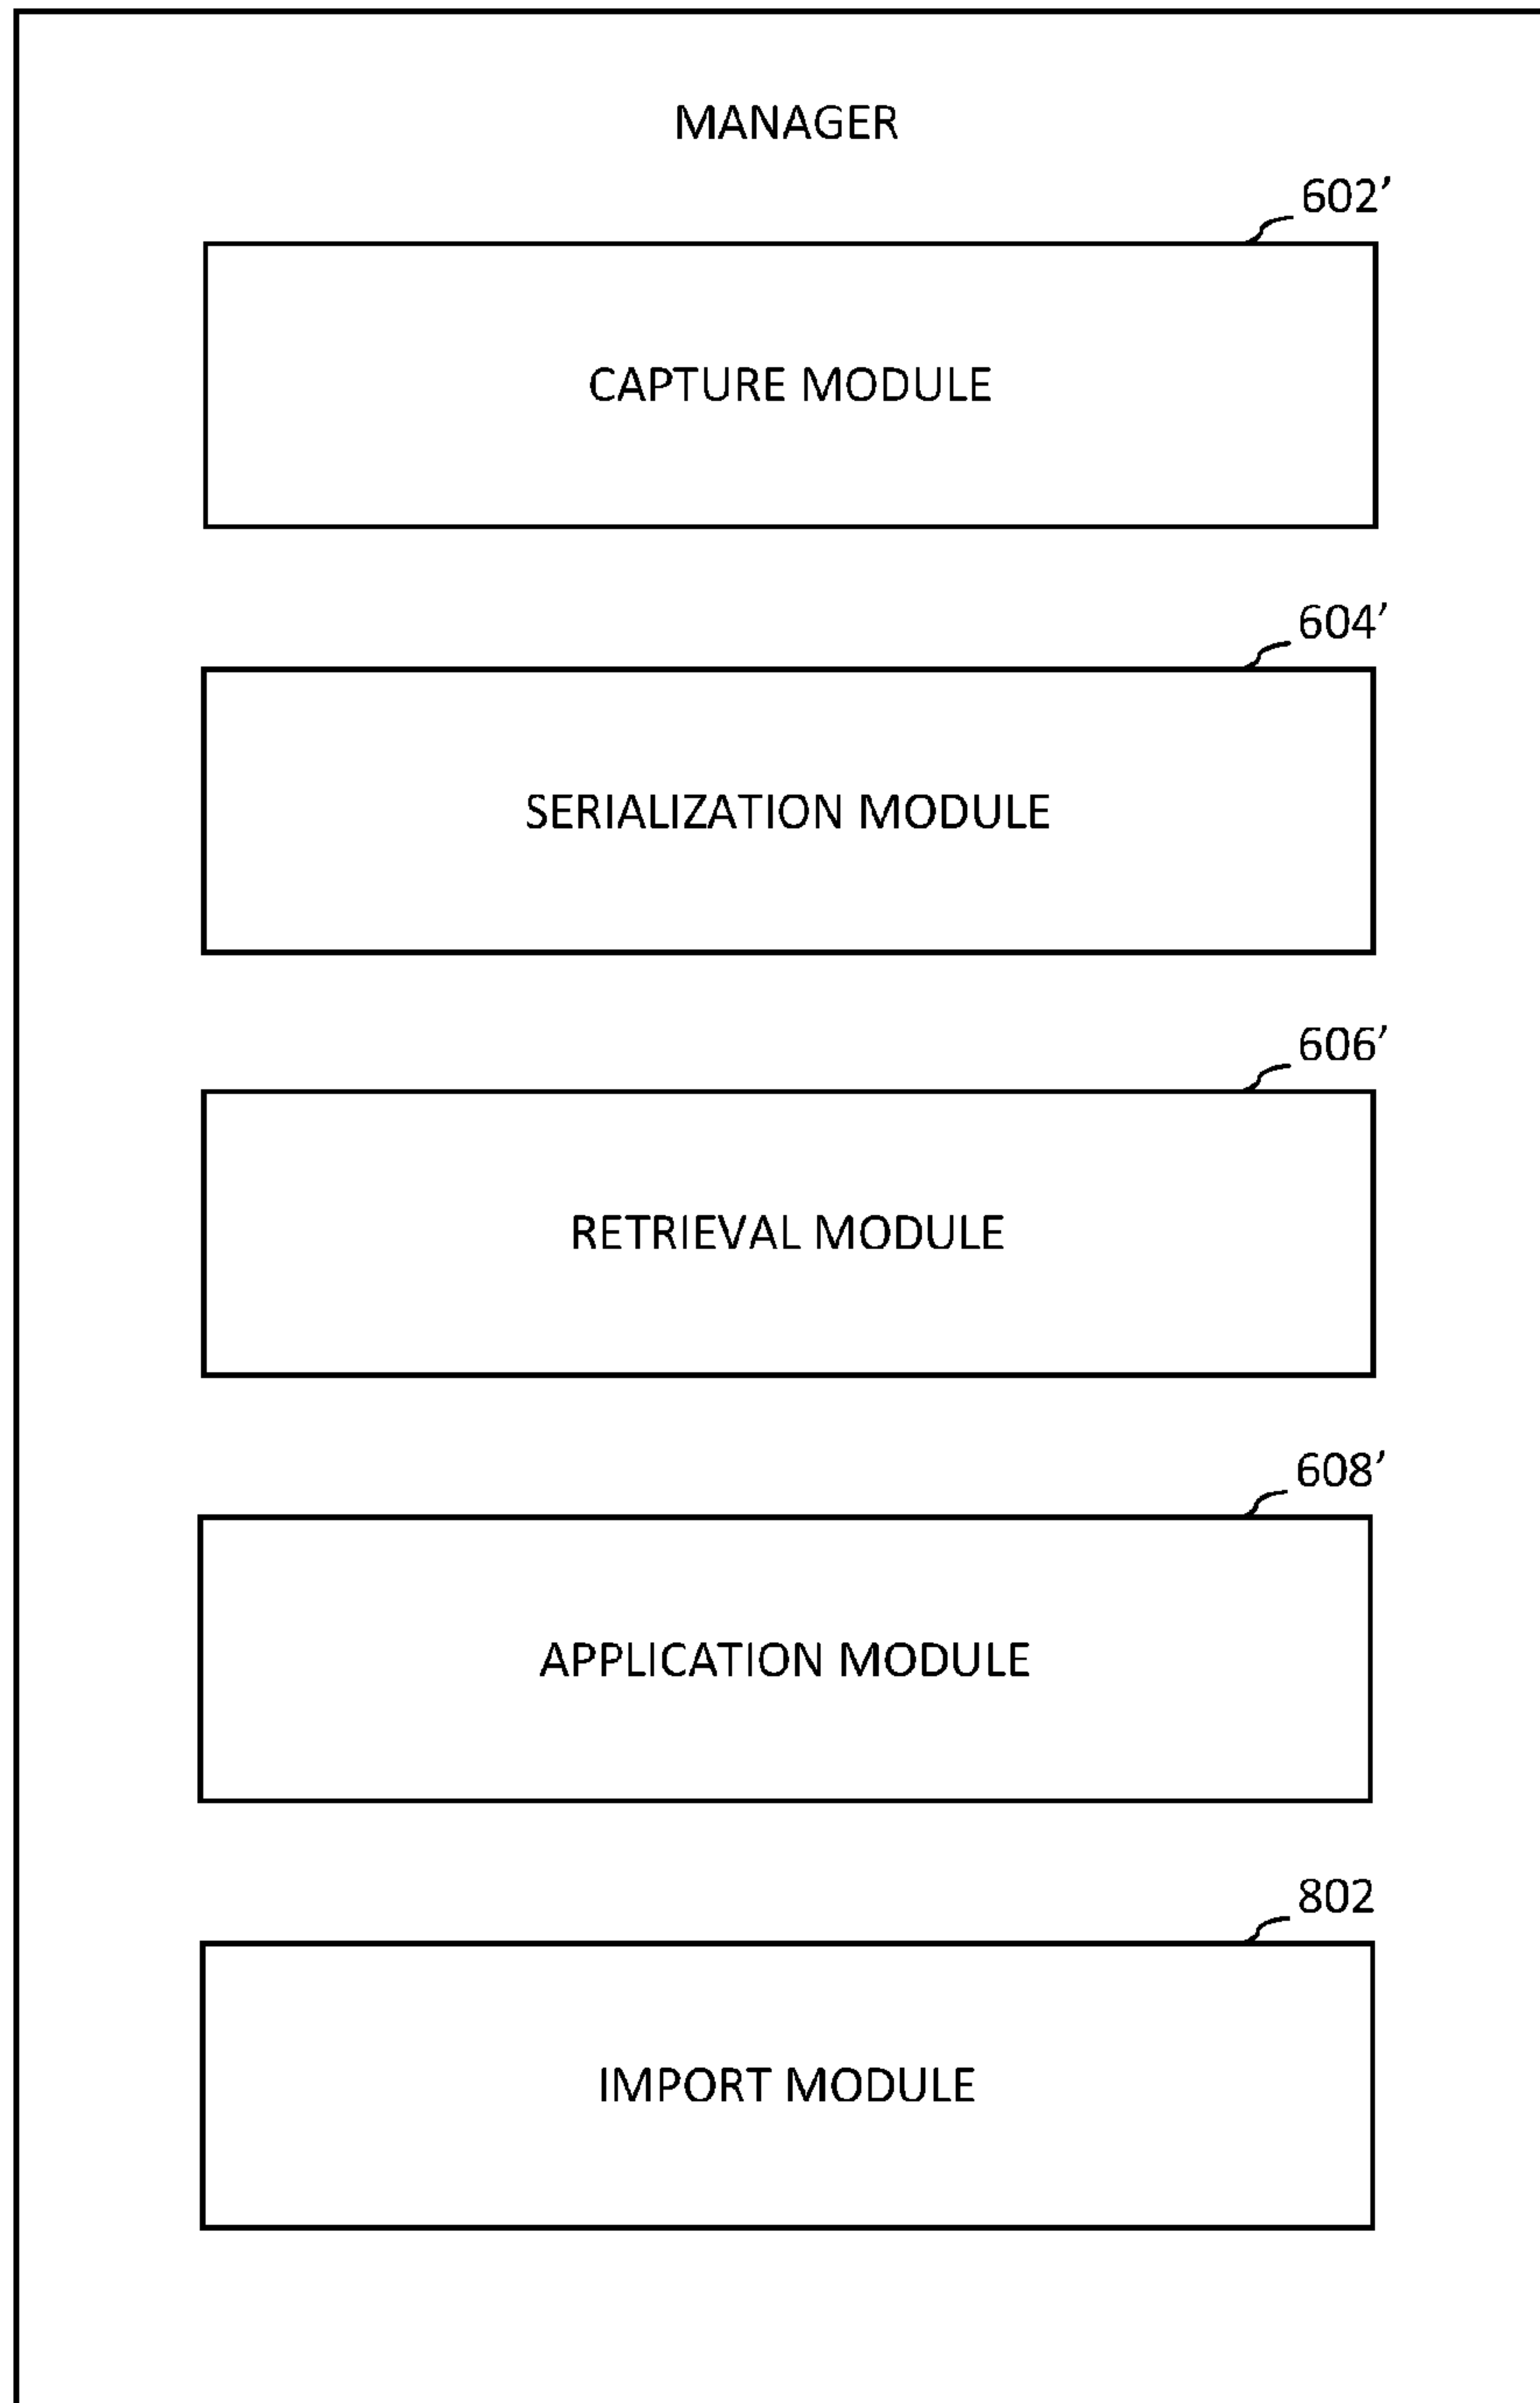 MANAGER
602’
CAPTURE MODULE
604’
SERIALIZATION MODULE
606’
RETRIEVAL MODULE
608’
APPLICATION MODULE
802
IMPORT MODULE